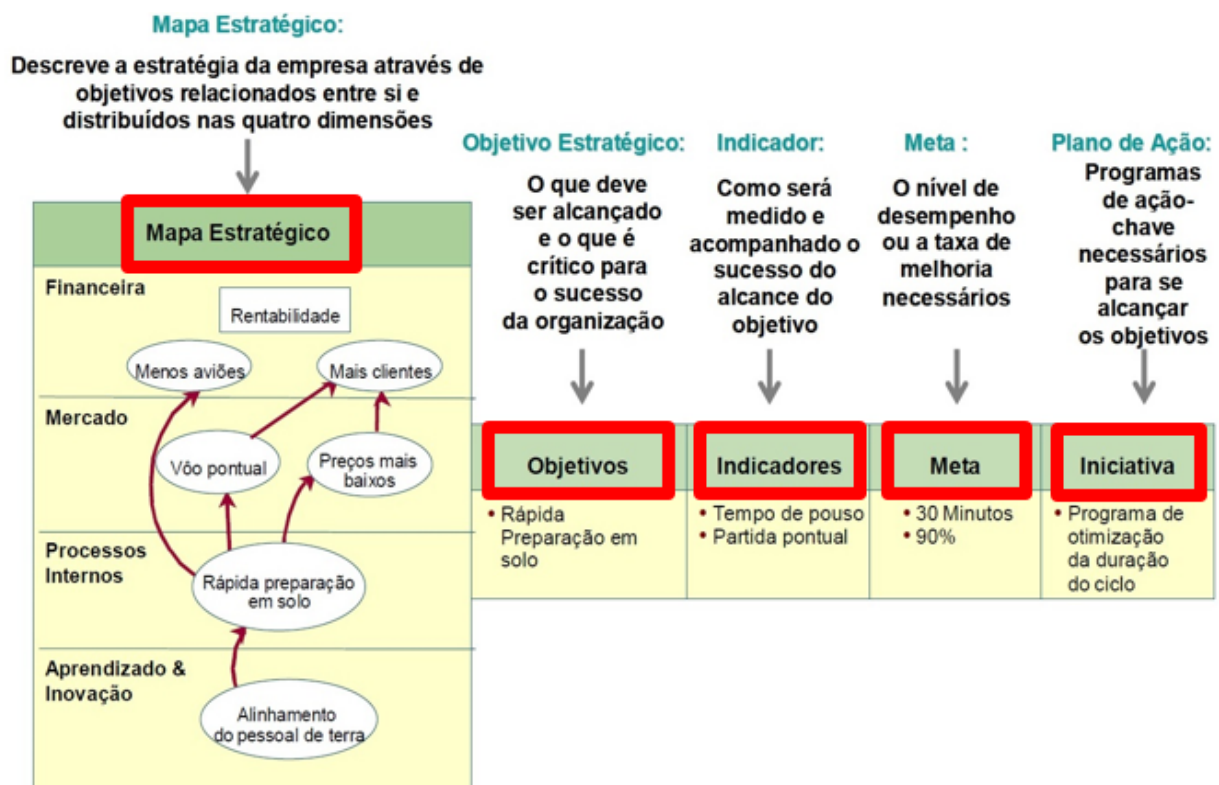 Mapa Estratégico:
Descreve a estratégia da empresa através de
objetivos relacionados entre si e
distribuídos nas quatro dimensões
Objetivo Estratégico:
O que deve
ser alcançado
e o que é
crítico para
o sucesso
da organização
Indicador:
Como será
medido e
acompanhado o
sucesso do
alcance do
objetivo
Meta :
O nível de
desempenho
ou a taxa de
melhoria
necessários
Plano de Ação:
Programas
de ação-
chave
necessários
para se
alcançar
os objetivos
Mapa Estratégico
Financeira
Rentabilidade
Menos aviões
Mais clientes
Mercado
Vôo pontual
Preços mais
baixos
Processos
Internos
Rápida preparação
em solo
Aprendizado &
Inovação
Alinhamento
do pessoal de terra
Objetivos
• Rápida
Preparação em
solo
Indicadores
• Tempo de pouso
• Partida pontual
Meta
• 30 Minutos
• 90%
Iniciativa
• Programa de
otimização
da duração
do ciclo